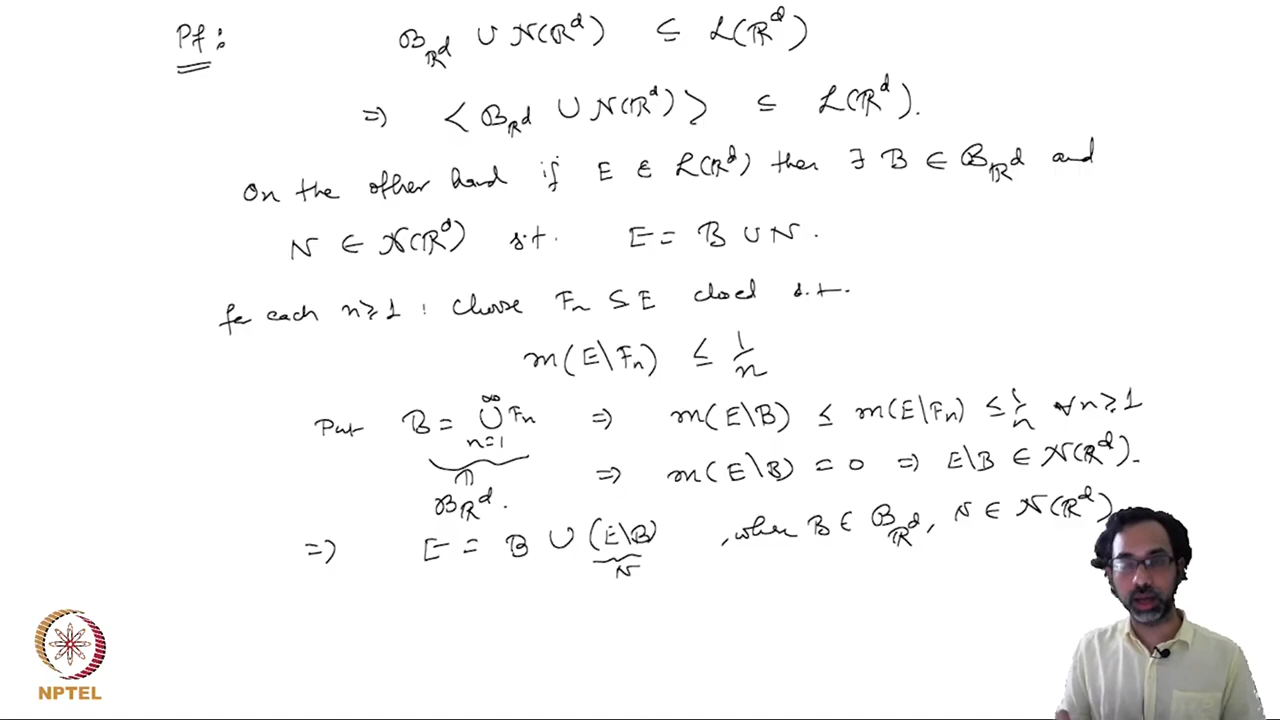 Pf: 𝓑_{ℝ^d} ∪ 𝒩(ℝ^d) ⊆ 𝓛(ℝ^d)
⇒ < 𝓑_{ℝ^d} ∪ 𝒩(ℝ^d) > ⊆ 𝓛(ℝ^d).
On the other hand if E ∈ 𝓛(ℝ^d) then ∃ B ∈ 𝓑_{ℝ^d} and
N ∈ 𝒩(ℝ^d) s.t. E = B ∪ N.
for each n ≥ 1 : choose F_n ⊆ E closed s.t.
m(E\F_n) ≤ 1/n
Put B = ∪_{n=1}^∞ F_n ⇒ m(E\B) ≤ m(E\F_n) ≤ 1/n ∀ n ≥ 1
⇒ m(E\B) = 0 ⇒ E\B ∈ 𝒩(ℝ^d).
𝓑_{ℝ^d}.
⇒ E = B ∪ (E\B) , where B ∈ 𝓑_{ℝ^d}, N ∈ 𝒩(ℝ^d)
N
NPTEL